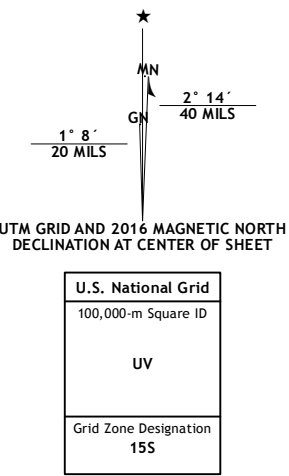 ★
MN
GN
2° 14´
40 MILS
1° 8´
20 MILS
UTM GRID AND 2016 MAGNETIC NORTH
DECLINATION AT CENTER OF SHEET
U.S. National Grid
100,000-m Square ID
UV
Grid Zone Designation
15S